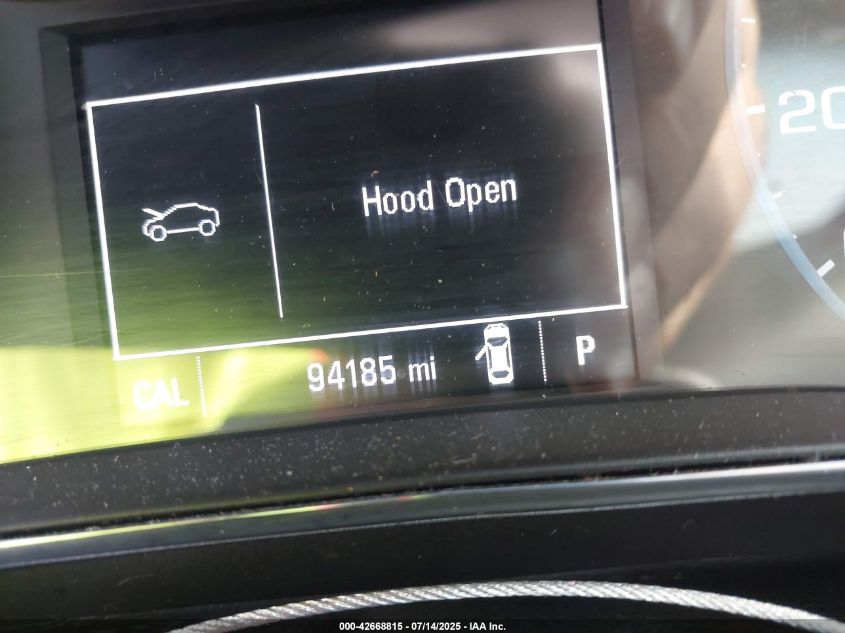 20
Hood Open
CAL
94185 mi
P
000-42668815 - 07/14/2025 - IAA Inc.